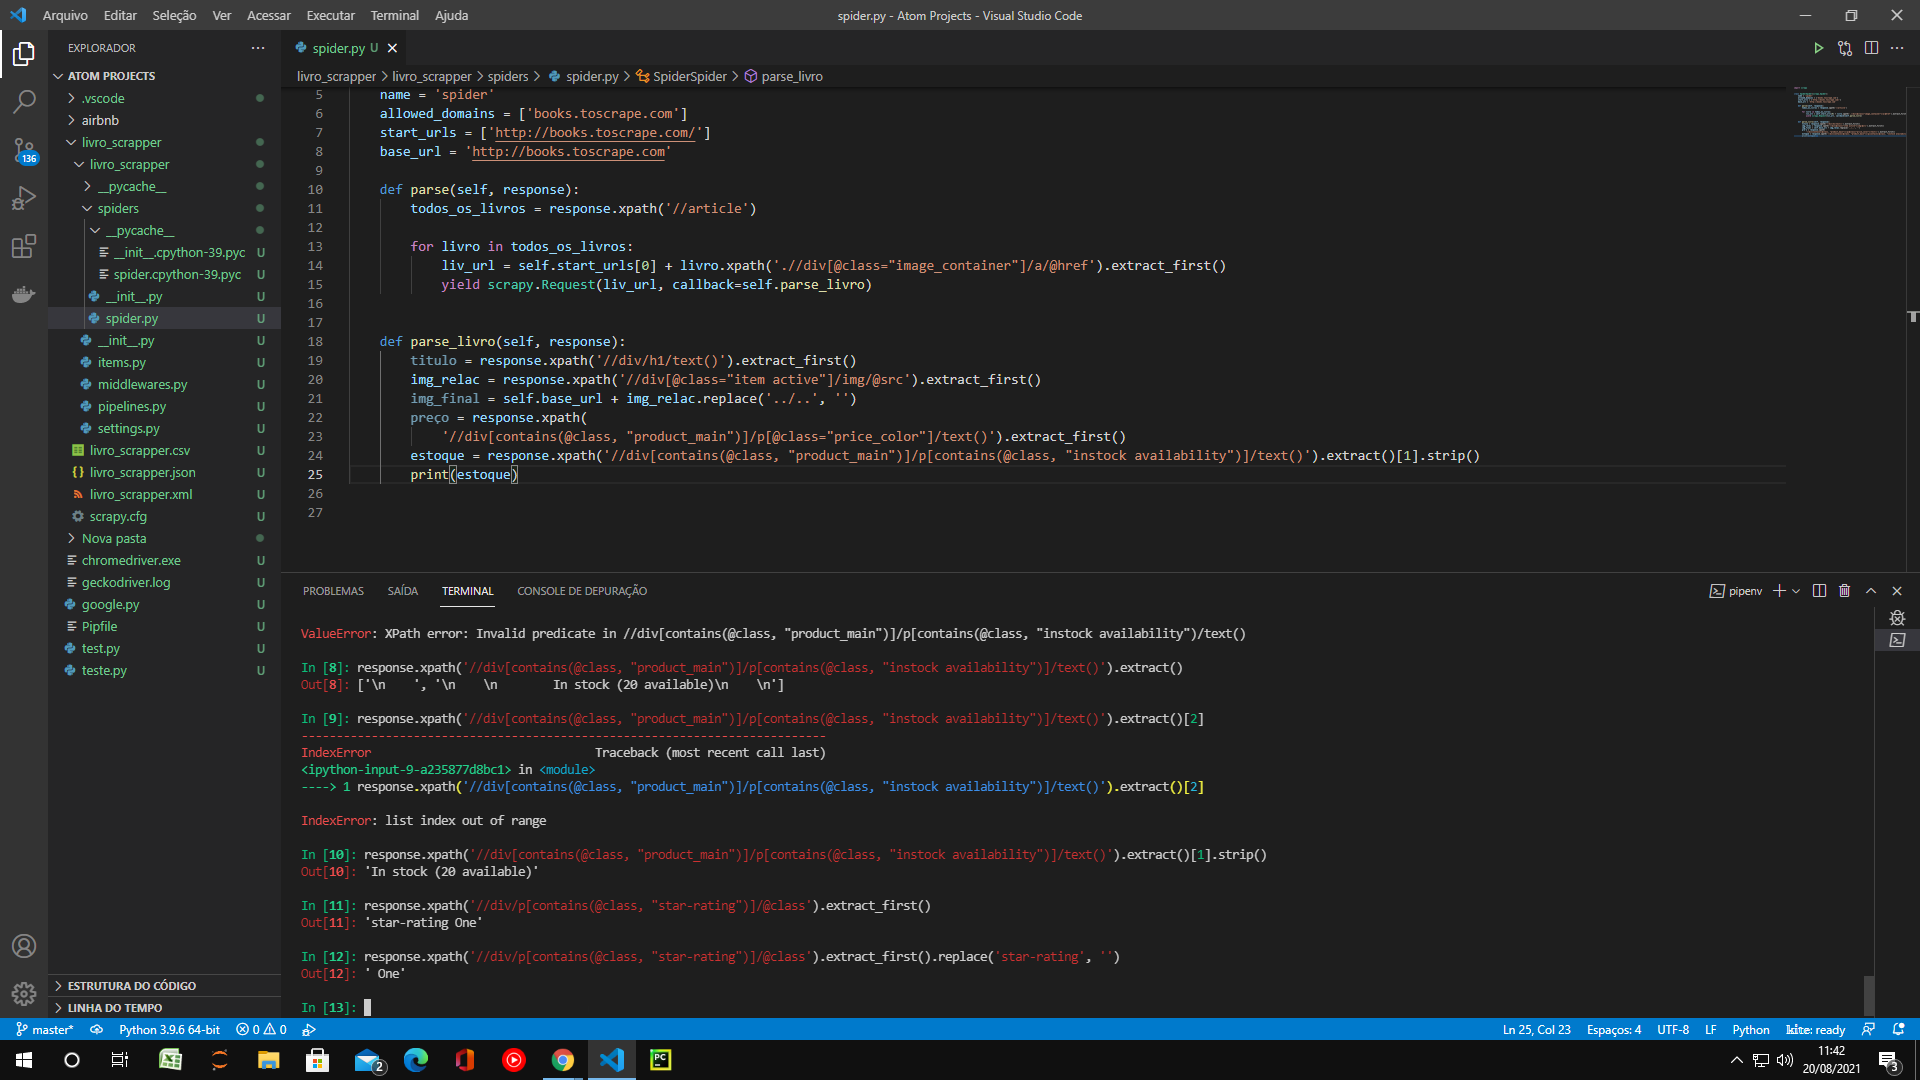 Arquivo Editar Seleção Ver Acessar Executar Terminal Ajuda
spider.py - Atom Projects - Visual Studio Code
EXPLORADOR
ATOM PROJECTS
.vscode
airbnb
livro_scrapper
livro_scrapper
__pycache__
spiders
__pycache__
__init__.cpython-39.pyc U
spider.cpython-39.pyc U
__init__.py U
spider.py U
__init__.py U
items.py U
middlewares.py U
pipelines.py U
settings.py U
livro_scrapper.csv U
livro_scrapper.json U
livro_scrapper.xml U
scrapy.cfg U
Nova pasta
chromedriver.exe U
geckodriver.log U
google.py U
Pipfile U
test.py U
teste.py U
ESTRUTURA DO CÓDIGO
LINHA DO TEMPO
136
spider.py U
livro_scrapper > livro_scrapper > spiders > spider.py > SpiderSpider > parse_livro
5 name = 'spider'
6 allowed_domains = ['books.toscrape.com']
7 start_urls = ['http://books.toscrape.com/']
8 base_url = 'http://books.toscrape.com'
9
10 def parse(self, response):
11 todos_os_livros = response.xpath('//article')
12
13 for livro in todos_os_livros:
14 liv_url = self.start_urls[0] + livro.xpath('.//div[@class="image_container"]/a/@href').extract_first()
15 yield scrapy.Request(liv_url, callback=self.parse_livro)
16
17
18 def parse_livro(self, response):
19 titulo = response.xpath('//div/h1/text()').extract_first()
20 img_relac = response.xpath('//div[@class="item active"]/img/@src').extract_first()
21 img_final = self.base_url + img_relac.replace('../..', '')
22 preço = response.xpath(
23 '//div[contains(@class, "product_main")]/p[@class="price_color"]/text()').extract_first()
24 estoque = response.xpath('//div[contains(@class, "product_main")]/p[contains(@class, "instock availability")]/text()').extract()[1].strip()
25 print(estoque)
26
27
PROBLEMAS SAÍDA TERMINAL CONSOLE DE DEPURAÇÃO
pipenv
ValueError: XPath error: Invalid predicate in //div[contains(@class, "product_main")]/p[contains(@class, "instock availability")/text()
In [8]: response.xpath('//div[contains(@class, "product_main")]/p[contains(@class, "instock availability")]/text()').extract()
Out[8]: ['\n    ', '\n    \n        In stock (20 available)\n    \n']
In [9]: response.xpath('//div[contains(@class, "product_main")]/p[contains(@class, "instock availability")]/text()').extract()[2]
---------------------------------------------------------------------------
IndexError                                Traceback (most recent call last)
<ipython-input-9-a235877d8bc1> in <module>
----> 1 response.xpath('//div[contains(@class, "product_main")]/p[contains(@class, "instock availability")]/text()').extract()[2]
IndexError: list index out of range
In [10]: response.xpath('//div[contains(@class, "product_main")]/p[contains(@class, "instock availability")]/text()').extract()[1].strip()
Out[10]: 'In stock (20 available)'
In [11]: response.xpath('//div/p[contains(@class, "star-rating")]/@class').extract_first()
Out[11]: 'star-rating One'
In [12]: response.xpath('//div/p[contains(@class, "star-rating")]/@class').extract_first().replace('star-rating', '')
Out[12]: ' One'
In [13]:
master* Python 3.9.6 64-bit 0 0
Ln 25, Col 23 Espaços: 4 UTF-8 LF Python kite: ready
2
PC
11:42
20/08/2021
3